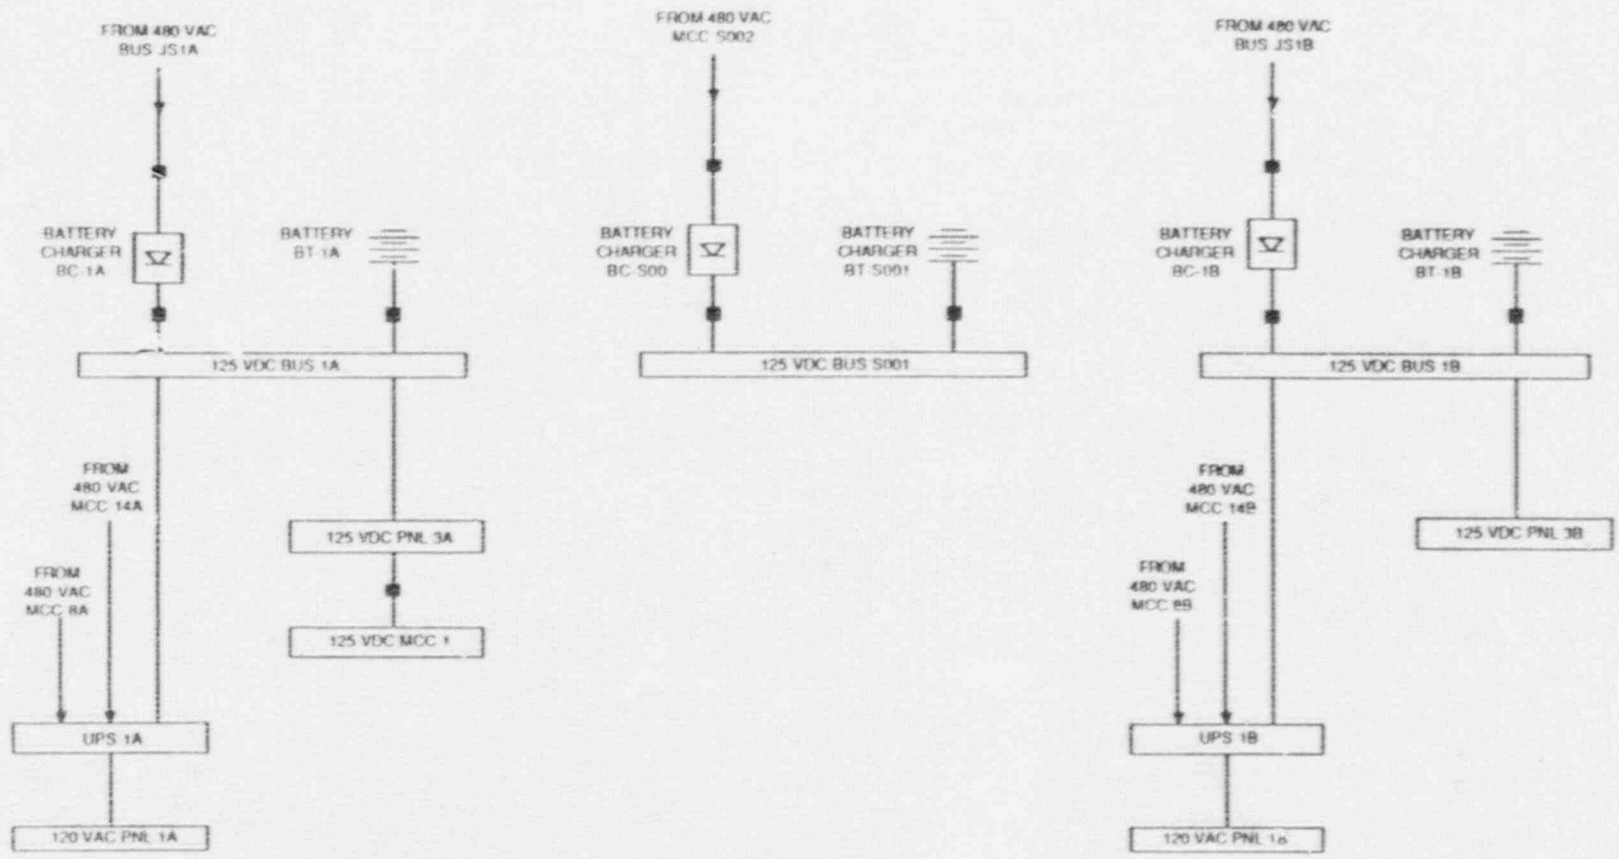 FROM 480 VAC
BUS JS1A
FROM 480 VAC
MCC S002
FROM 480 VAC
BUS JS1B
BATTERY
CHARGER
BC-1A
BATTERY
BT-1A
BATTERY
CHARGER
BC-S00
BATTERY
CHARGER
BT-S001
BATTERY
CHARGER
BC-1B
BATTERY
CHARGER
BT-1B
125 VDC BUS 1A
125 VDC BUS S001
125 VDC BUS 1B
FROM
480 VAC
MCC 14A
FROM
480 VAC
MCC 8A
125 VDC PNL 3A
125 VDC MCC 1
FROM
480 VAC
MCC 14B
FROM
480 VAC
MCC 8B
125 VDC PNL 3B
UPS 1A
UPS 1B
120 VAC PNL 1A
120 VAC PNL 1B